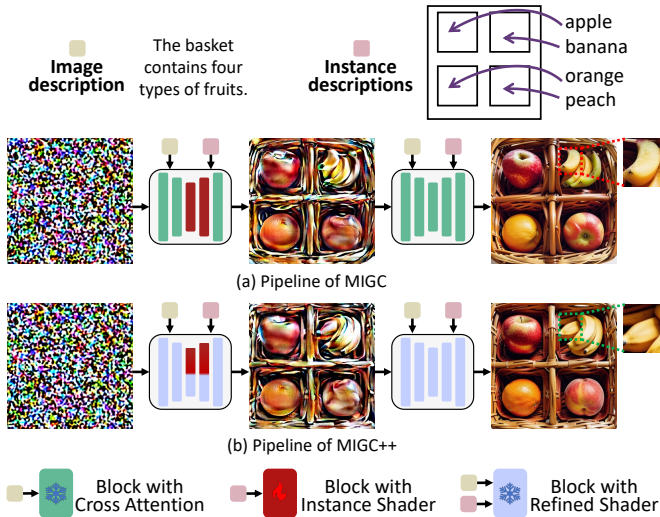 Image
description
The basket
contains four
types of fruits.
Instance
descriptions
apple
banana
orange
peach
(a) Pipeline of MIGC
(b) Pipeline of MIGC++
Block with
Cross Attention
Block with
Instance Shader
Block with
Refined Shader